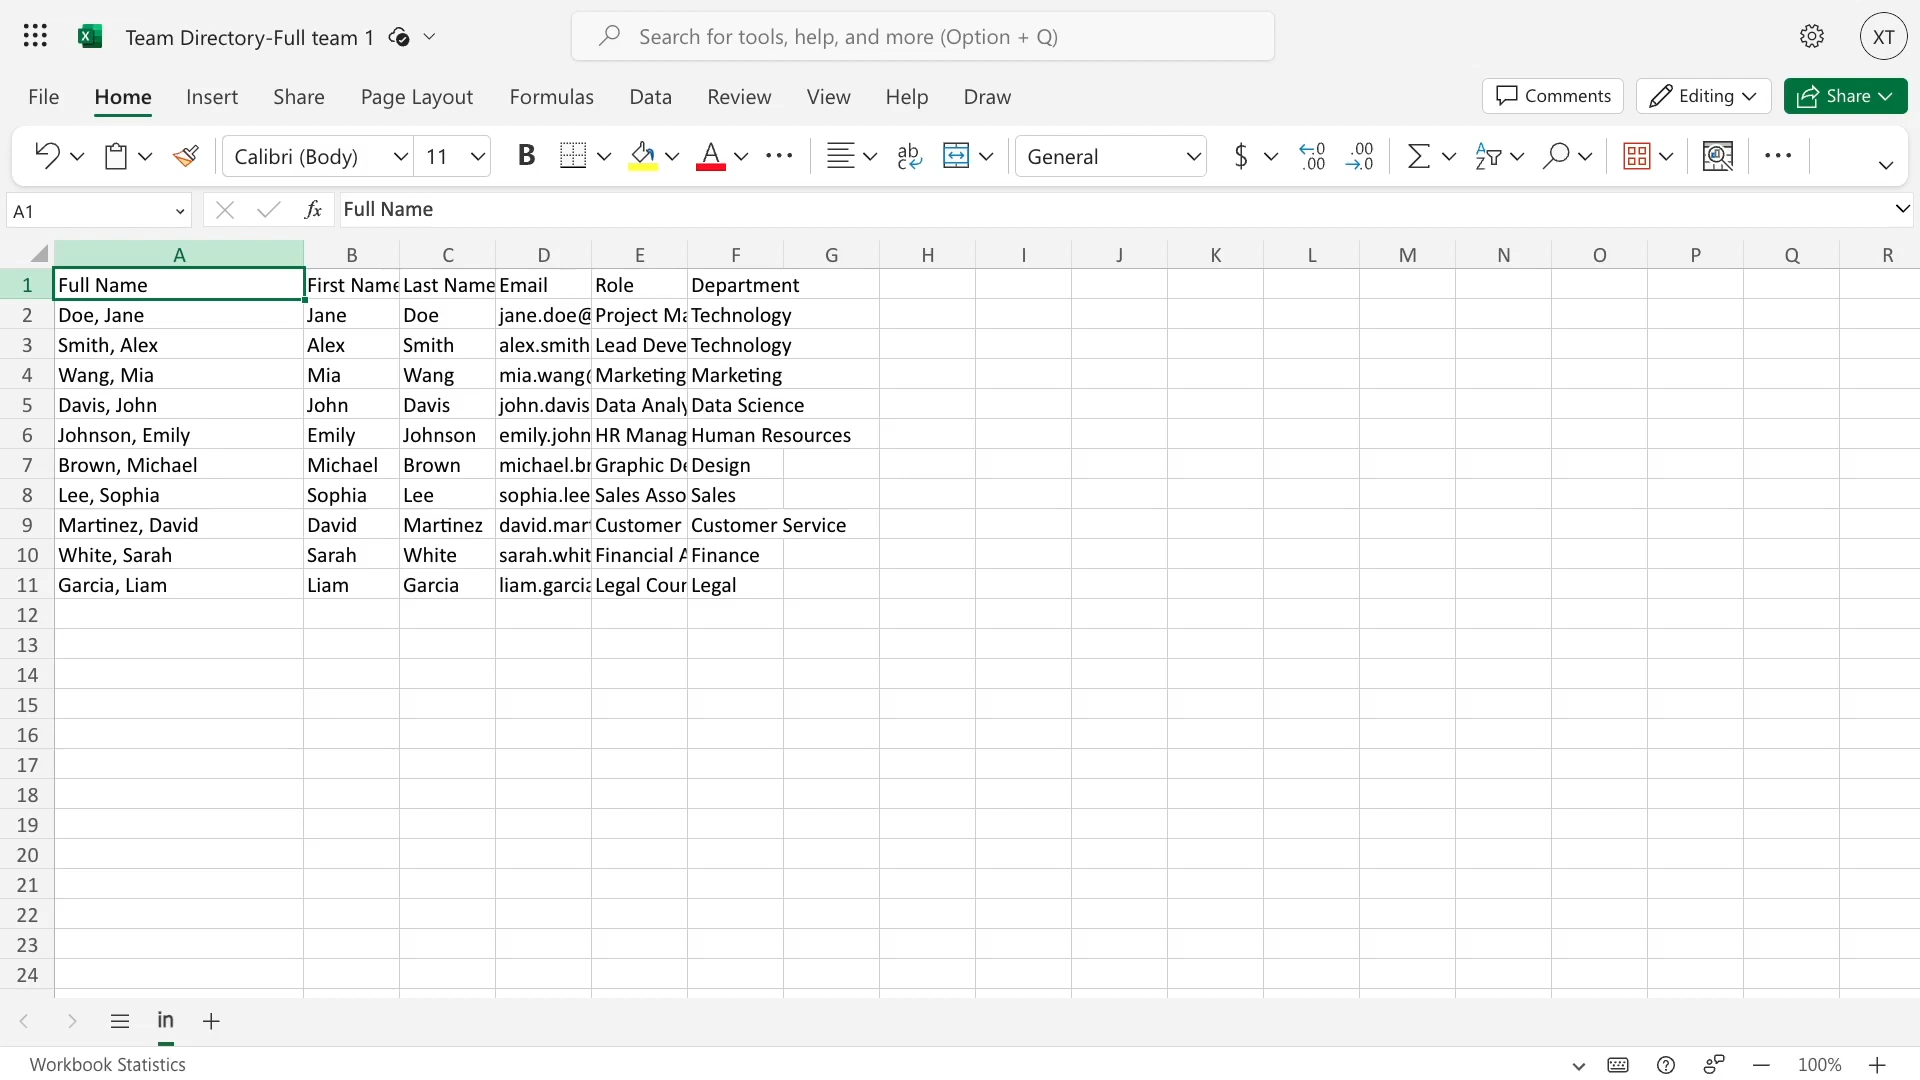 Team Directory-Full team 1
Search for tools, help, and more (Option + Q)
XT
File Home Insert Share Page Layout Formulas Data Review View Help Draw
Comments Editing Share
Calibri (Body) 11 B A ab c General $ .0 .00 .00 .0 A Z
A1 fx Full Name
A B C D E F G H I J K L M N O P Q R
1 Full Name First Name Last Name Email Role Department
2 Doe, Jane Jane Doe jane.doe@ Project Ma Technology
3 Smith, Alex Alex Smith alex.smith Lead Deve Technology
4 Wang, Mia Mia Wang mia.wang( Marketing Marketing
5 Davis, John John Davis john.davis Data Analy Data Science
6 Johnson, Emily Emily Johnson emily.john HR Manag Human Resources
7 Brown, Michael Michael Brown michael.br Graphic De Design
8 Lee, Sophia Sophia Lee sophia.lee Sales Asso Sales
9 Martinez, David David Martinez david.mar Customer Customer Service
10 White, Sarah Sarah White sarah.whit Financial A Finance
11 Garcia, Liam Liam Garcia liam.garcia Legal Coun Legal
12
13
14
15
16
17
18
19
20
21
22
23
24
in
Workbook Statistics 100%